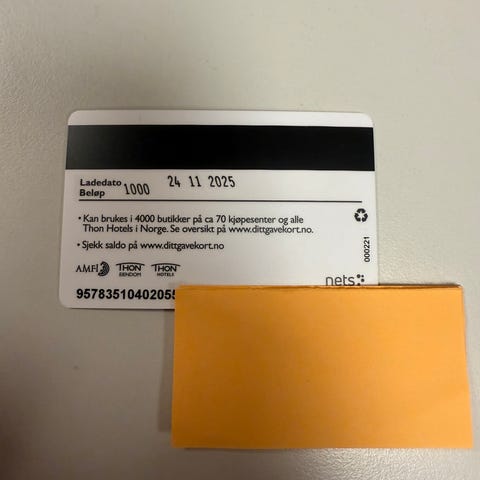 Ladedato 24 11 2025
Beløp 1000
• Kan brukes i 4000 butikker på ca 70 kjøpesenter og alle
Thon Hotels i Norge. Se oversikt på www.dittgavekort.no.
• Sjekk saldo på www.dittgavekort.no
000221
AMFI THON EIENDOM THON HOTELS
nets
95783510402055